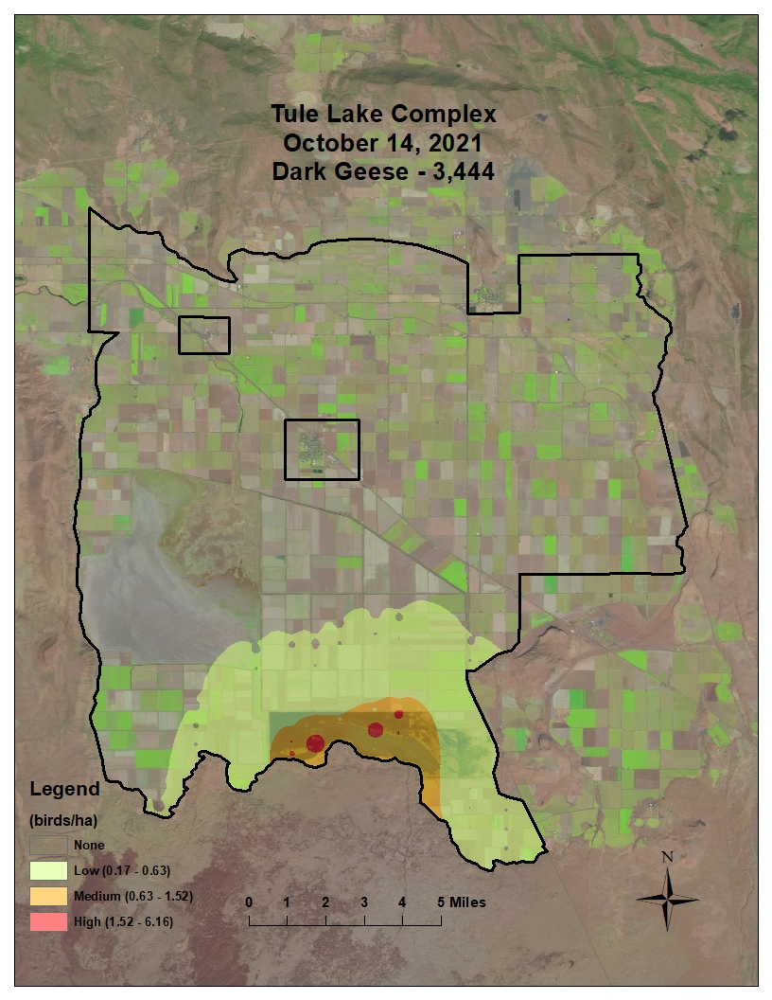 Tule Lake Complex
October 14, 2021
Dark Geese - 3,444
Legend
(birds/ha)
None
Low (0.17 - 0.63)
Medium (0.63 - 1.52)
High (1.52 - 6.16)
0 1 2 3 4 5 Miles
N